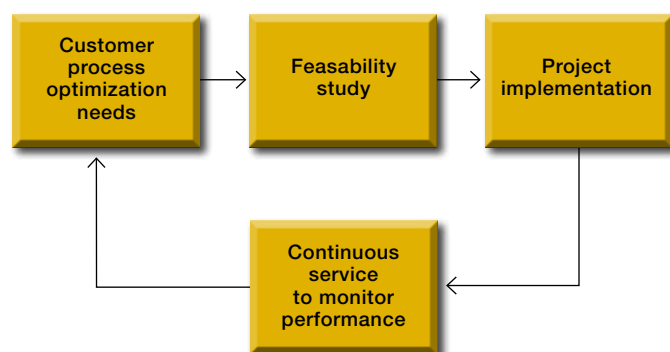 Customer
process
optimization
needs
Feasability
study
Project
implementation
Continuous
service
to monitor
performance